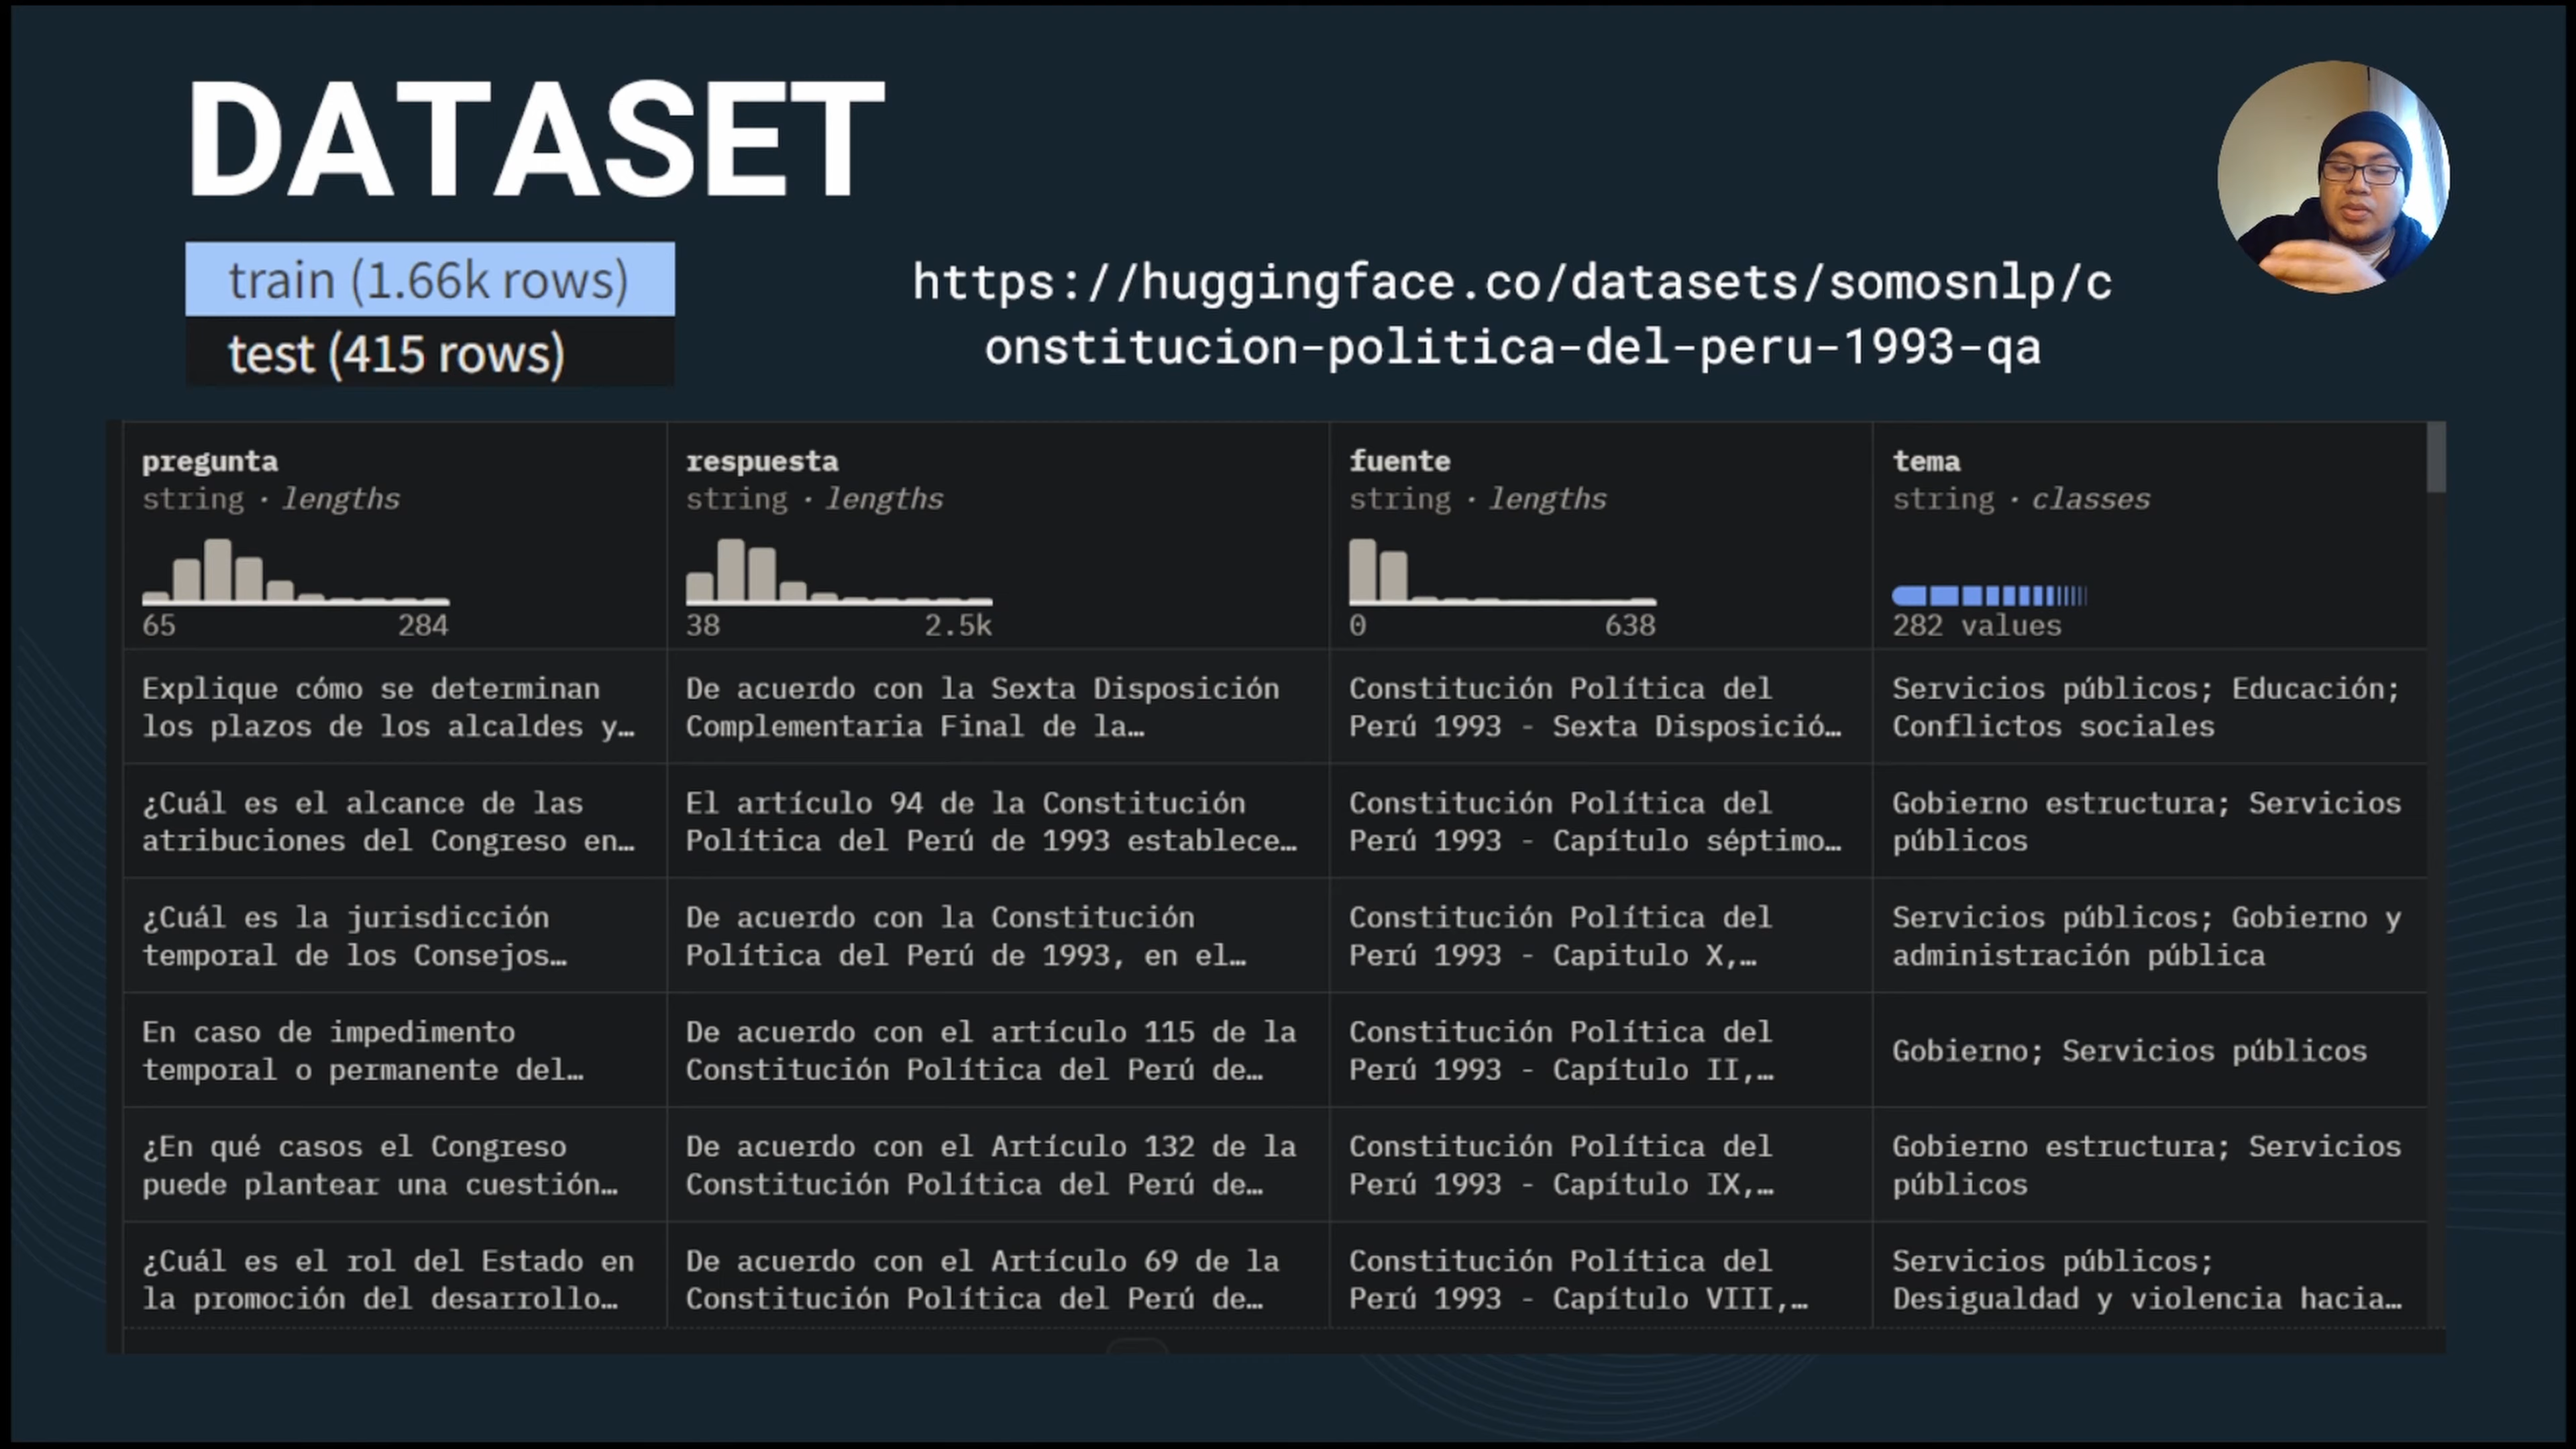 DATASET
train (1.66k rows)
test (415 rows)
https://huggingface.co/datasets/somosnlp/c
onstitucion-politica-del-peru-1993-qa
pregunta
string · lengths
65 284
respuesta
string · lengths
38 2.5k
fuente
string · lengths
0 638
tema
string · classes
282 values
Explique cómo se determinan
los plazos de los alcaldes y…
De acuerdo con la Sexta Disposición
Complementaria Final de la…
Constitución Política del
Perú 1993 - Sexta Disposició…
Servicios públicos; Educación;
Conflictos sociales
¿Cuál es el alcance de las
atribuciones del Congreso en…
El artículo 94 de la Constitución
Política del Perú de 1993 establece…
Constitución Política del
Perú 1993 - Capítulo séptimo…
Gobierno estructura; Servicios
públicos
¿Cuál es la jurisdicción
temporal de los Consejos…
De acuerdo con la Constitución
Política del Perú de 1993, en el…
Constitución Política del
Perú 1993 - Capitulo X,…
Servicios públicos; Gobierno y
administración pública
En caso de impedimento
temporal o permanente del…
De acuerdo con el artículo 115 de la
Constitución Política del Perú de…
Constitución Política del
Perú 1993 - Capítulo II,…
Gobierno; Servicios públicos
¿En qué casos el Congreso
puede plantear una cuestión…
De acuerdo con el Artículo 132 de la
Constitución Política del Perú de…
Constitución Política del
Perú 1993 - Capítulo IX,…
Gobierno estructura; Servicios
públicos
¿Cuál es el rol del Estado en
la promoción del desarrollo…
De acuerdo con el Artículo 69 de la
Constitución Política del Perú de…
Constitución Política del
Perú 1993 - Capítulo VIII,…
Servicios públicos;
Desigualdad y violencia hacia…